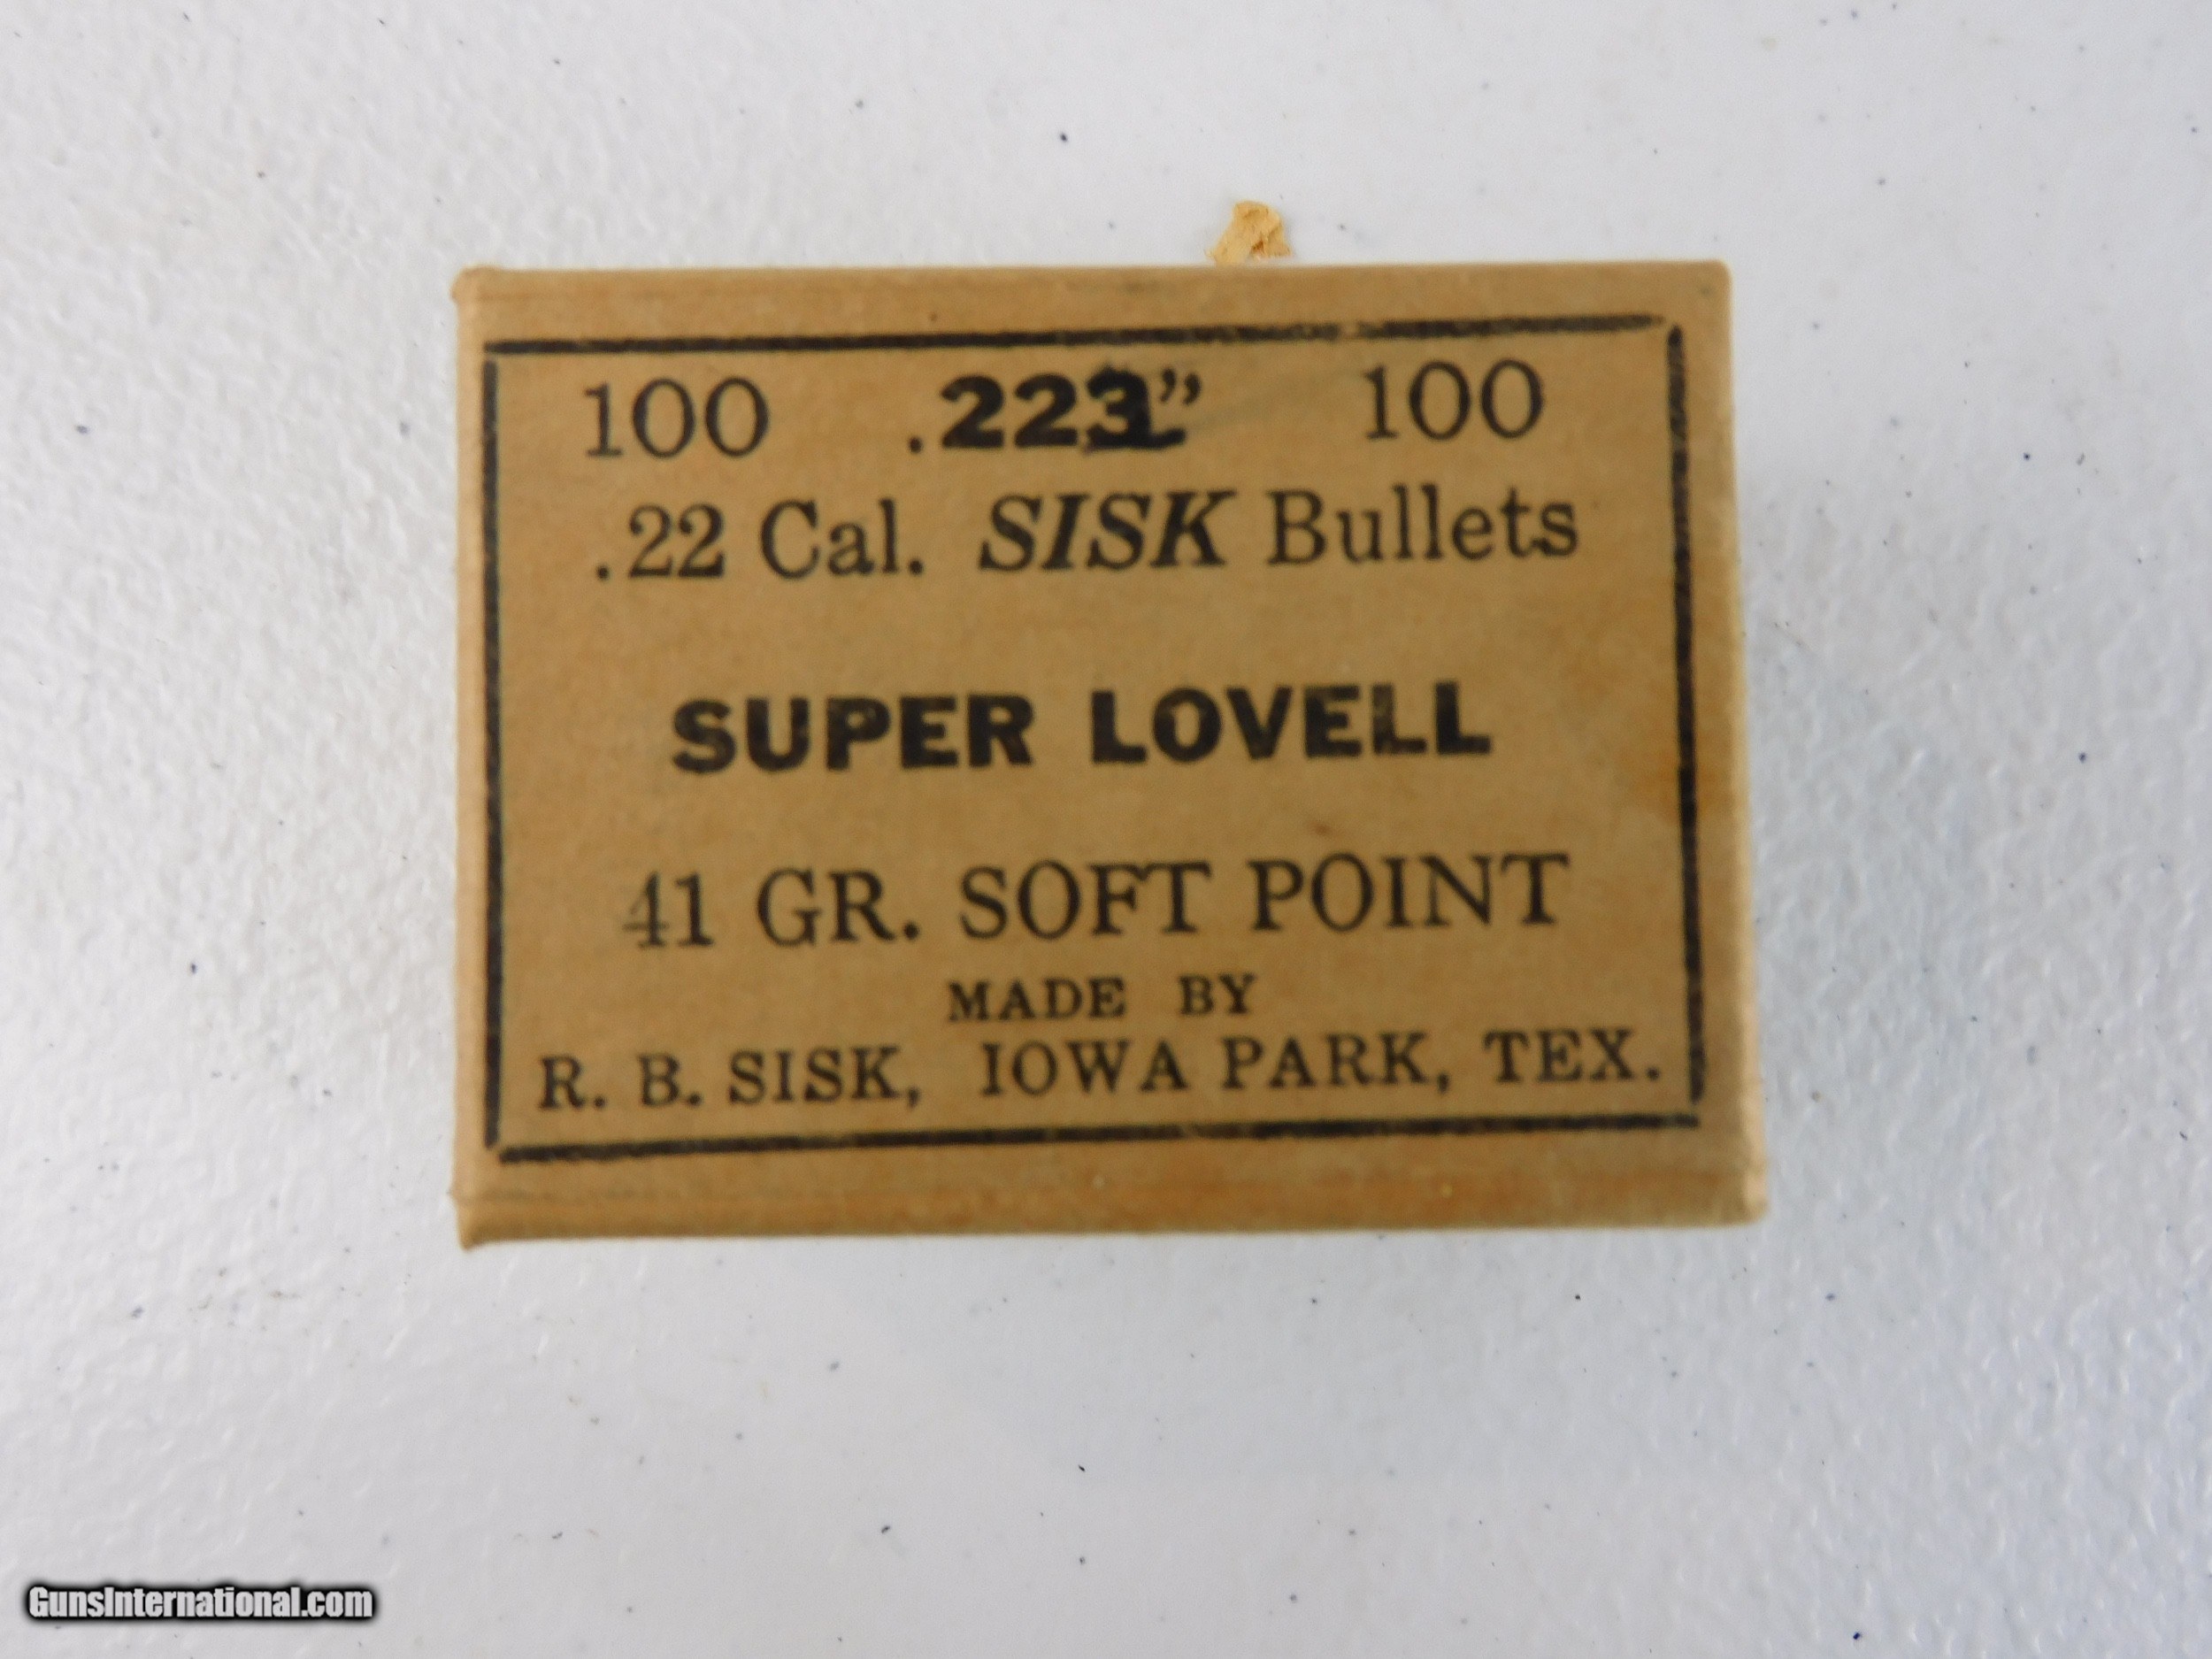 100 .223” 100
.22 Cal. SISK Bullets
SUPER LOVELL
41 GR. SOFT POINT
MADE BY
R. B. SISK, IOWA PARK, TEX.
GunsInternational.com